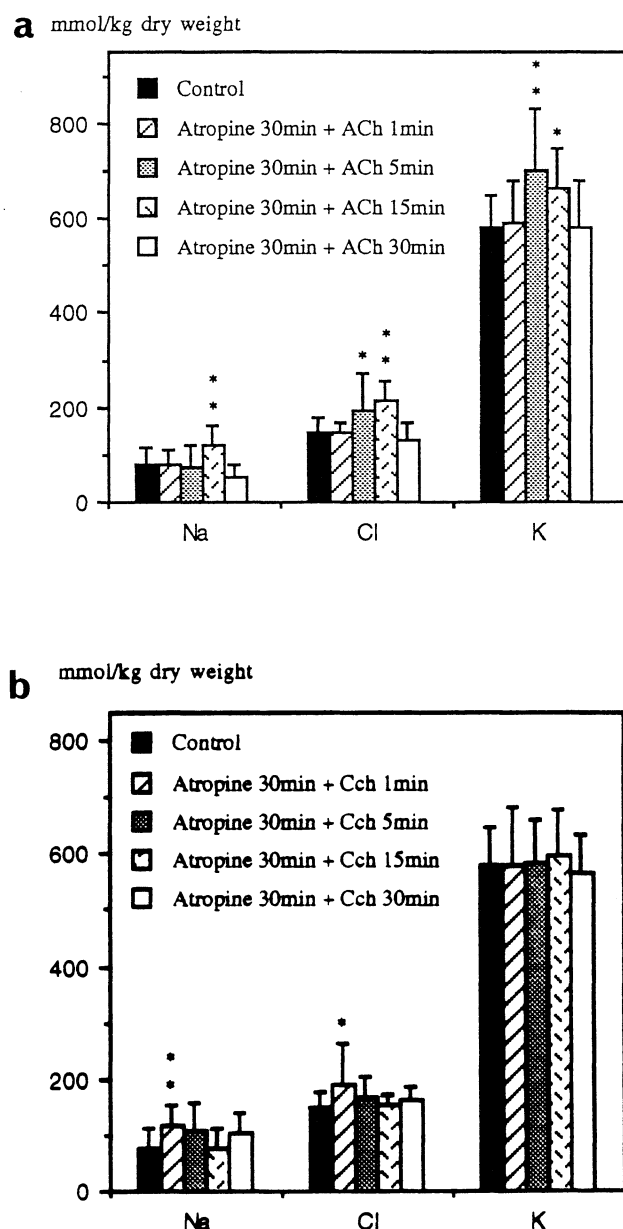 a mmol/kg dry weight
Control
Atropine 30min + ACh 1min
Atropine 30min + ACh 5min
Atropine 30min + ACh 15min
Atropine 30min + ACh 30min
800
600
400
200
0
* *
* *
* *
*
* *
*
Na Cl K
b mmol/kg dry weight
Control
Atropine 30min + Cch 1min
Atropine 30min + Cch 5min
Atropine 30min + Cch 15min
Atropine 30min + Cch 30min
800
600
400
200
0
* *
*
Na Cl K